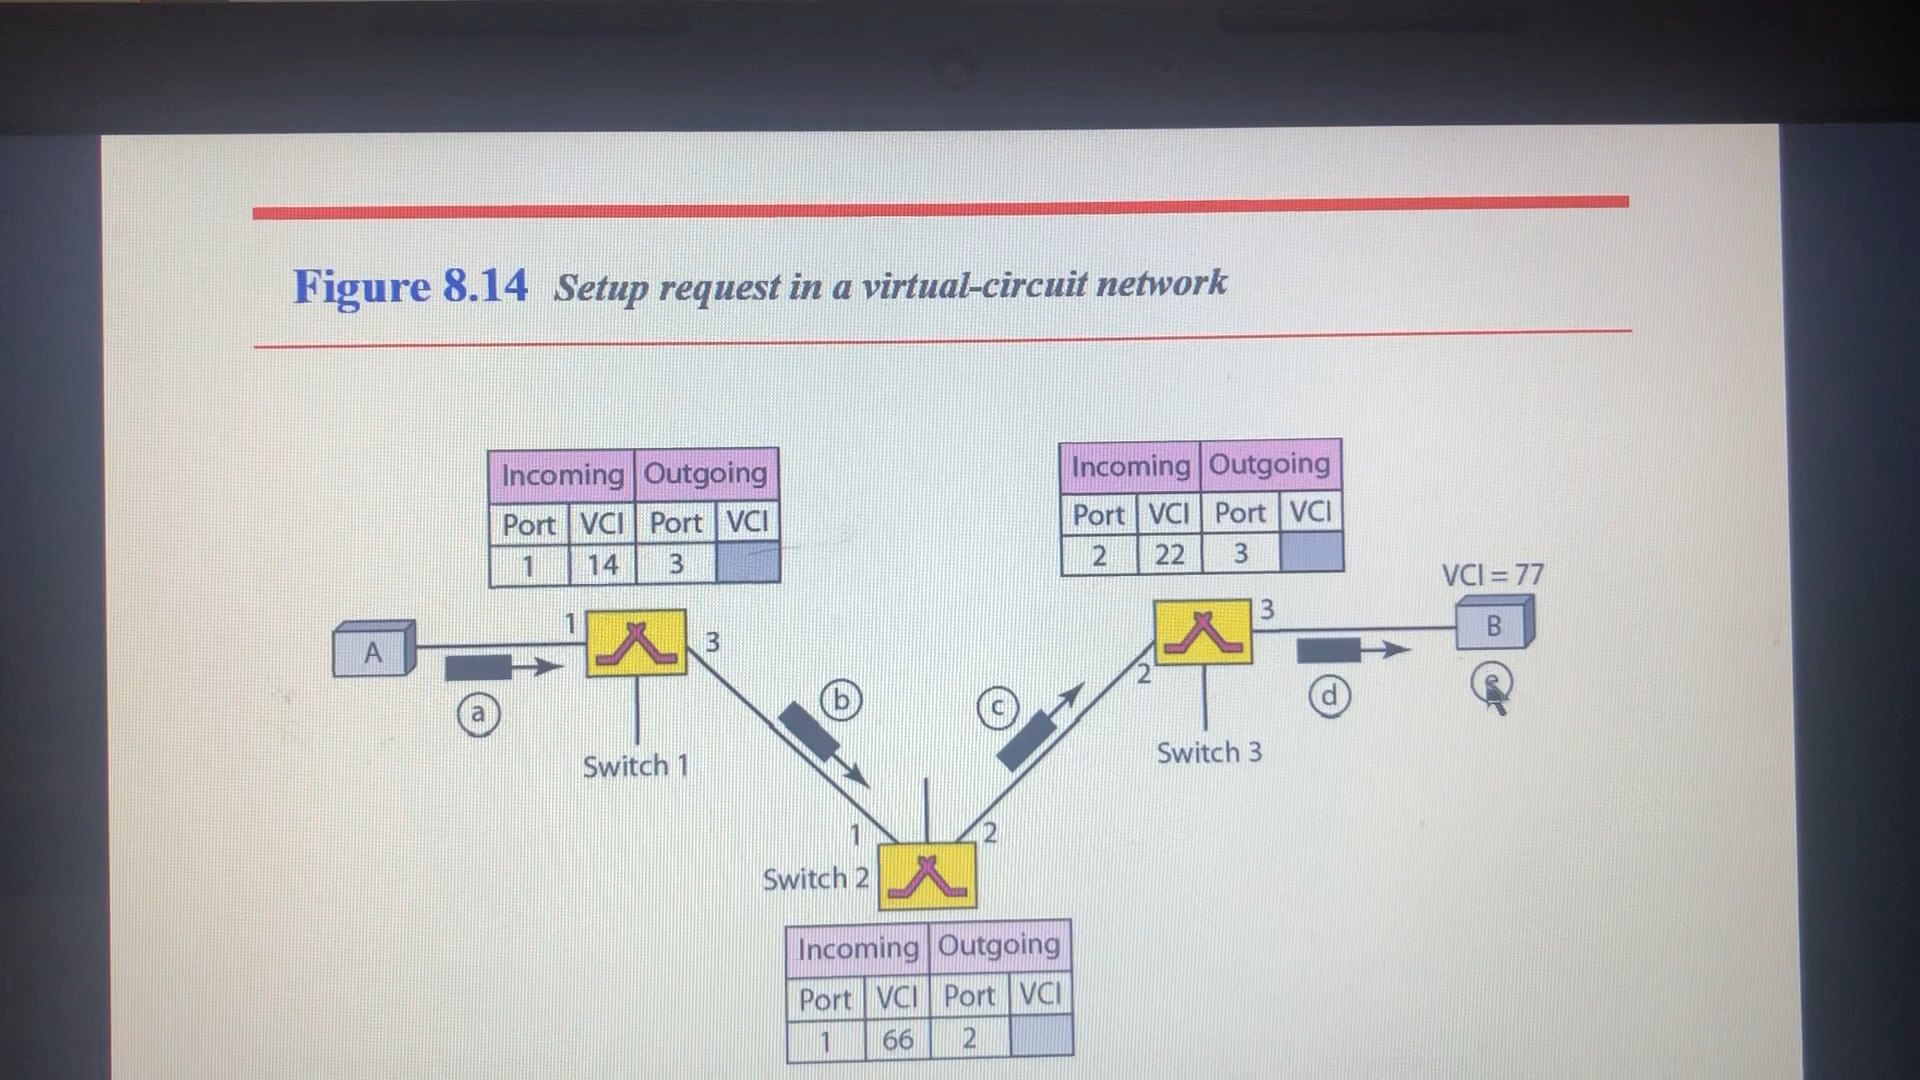 Figure 8.14 Setup request in a virtual-circuit network
Incoming Outgoing
Port VCI Port VCI
1 14 3
Incoming Outgoing
Port VCI Port VCI
2 22 3
VCI = 77
A
1
3
a
Switch 1
b
c
2
3
Switch 3
d
B
e
1
2
Switch 2
Incoming Outgoing
Port VCI Port VCI
1 66 2